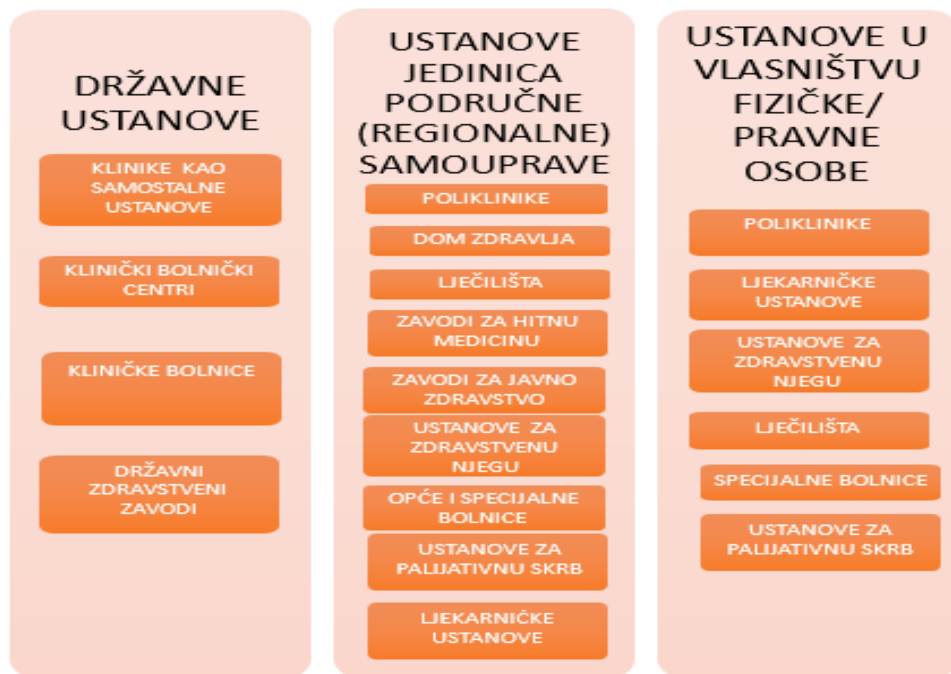 DRŽAVNE
USTANOVE
KLINIKE KAO
SAMOSTALNE
USTANOVE
KLINIČKI BOLNIČKI
CENTRI
KLINIČKE BOLNICE
DRŽAVNI
ZDRAVSTVENI
ZAVODI
USTANOVE
JEDINICA
PODRUČNE
(REGIONALNE)
SAMOUPRAVE
POLIKLINIKE
DOM ZDRAVLJA
LJEČILIŠTA
ZAVODI ZA HITNU
MEDICINU
ZAVODI ZA JAVNO
ZDRAVSTVO
USTANOVE ZA
ZDRAVSTVENU
NJEGU
OPĆE I SPECIJALNE
BOLNICE
USTANOVE ZA
PALIJATIVNU SKRB
LJEKARNIČKE
USTANOVE
USTANOVE U
VLASNIŠTVU
FIZIČKE/
PRAVNE
OSOBE
POLIKLINIKE
LJEKARNIČKE
USTANOVE
USTANOVE ZA
ZDRAVSTVENU
NJEGU
LJEČILIŠTA
SPECIJALNE BOLNICE
USTANOVE ZA
PALIJATIVNU SKRB